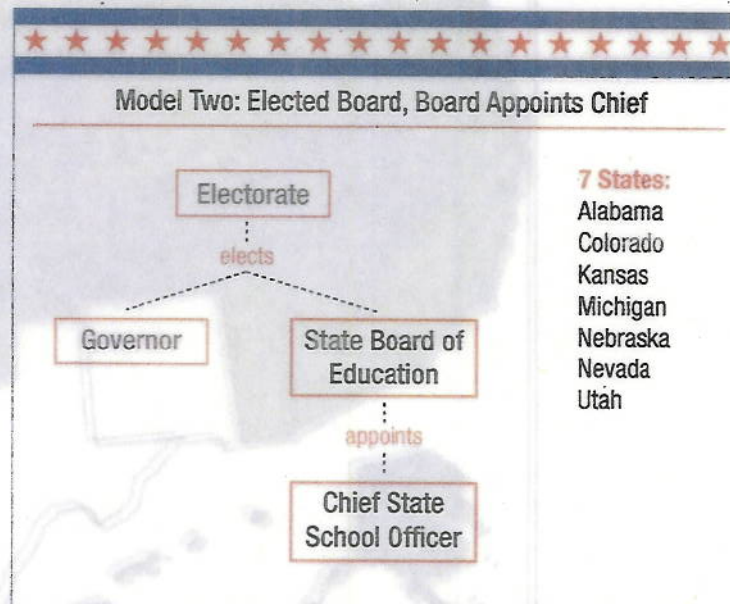 Model Two: Elected Board, Board Appoints Chief
Electorate
elects
Governor
State Board of
Education
appoints
Chief State
School Officer
7 States:
Alabama
Colorado
Kansas
Michigan
Nebraska
Nevada
Utah